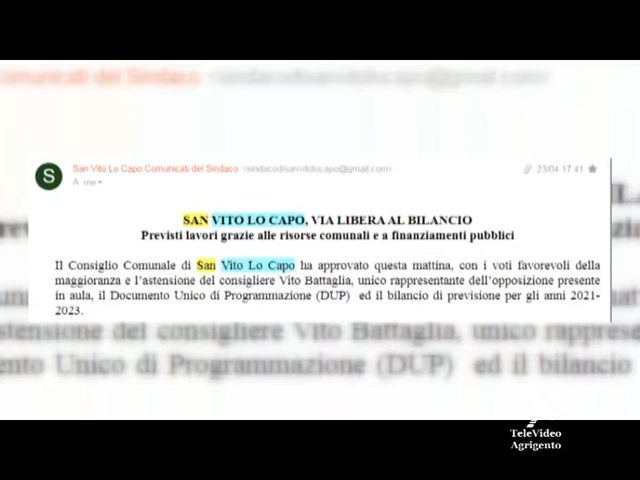 San Vito Lo Capo Comunicati del Sindaco <sindacodisanvitolocapo@gmail.com>
23/04 17:41
S
A me
SAN VITO LO CAPO, VIA LIBERA AL BILANCIO
Previsti lavori grazie alle risorse comunali e a finanziamenti pubblici
Il Consiglio Comunale di San Vito Lo Capo ha approvato questa mattina, con i voti favorevoli della
maggioranza e l'astensione del consigliere Vito Battaglia, unico rappresentante dell'opposizione presente
in aula, il Documento Unico di Programmazione (DUP) ed il bilancio di previsione per gli anni 2021-
2023.
stensione del consigliere Vito Battaglia, unico rapprese
ento Unico di Programmazione (DUP) ed il bilancio
TeleVideo
Agrigento